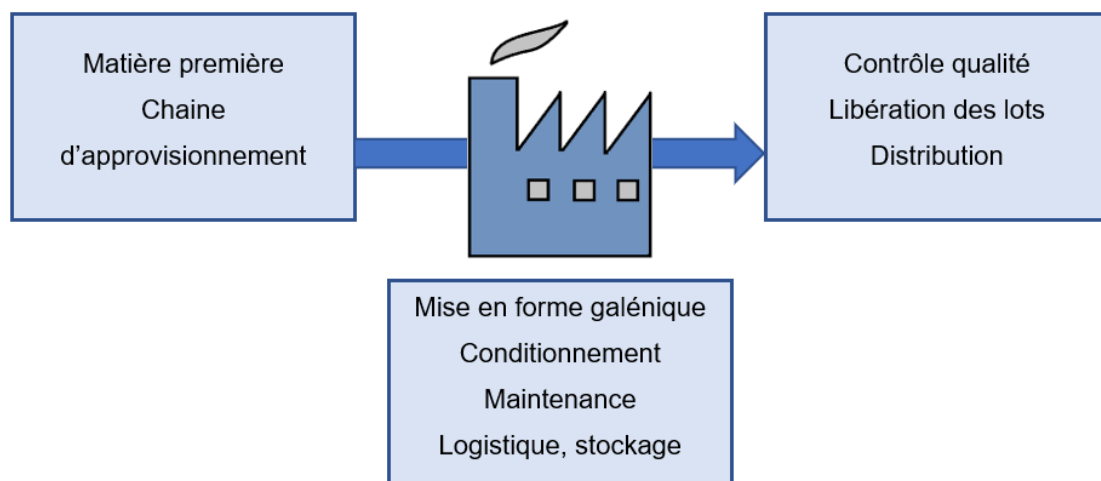 Matière première
Chaine
d’approvisionnement
Contrôle qualité
Libération des lots
Distribution
Mise en forme galénique
Conditionnement
Maintenance
Logistique, stockage